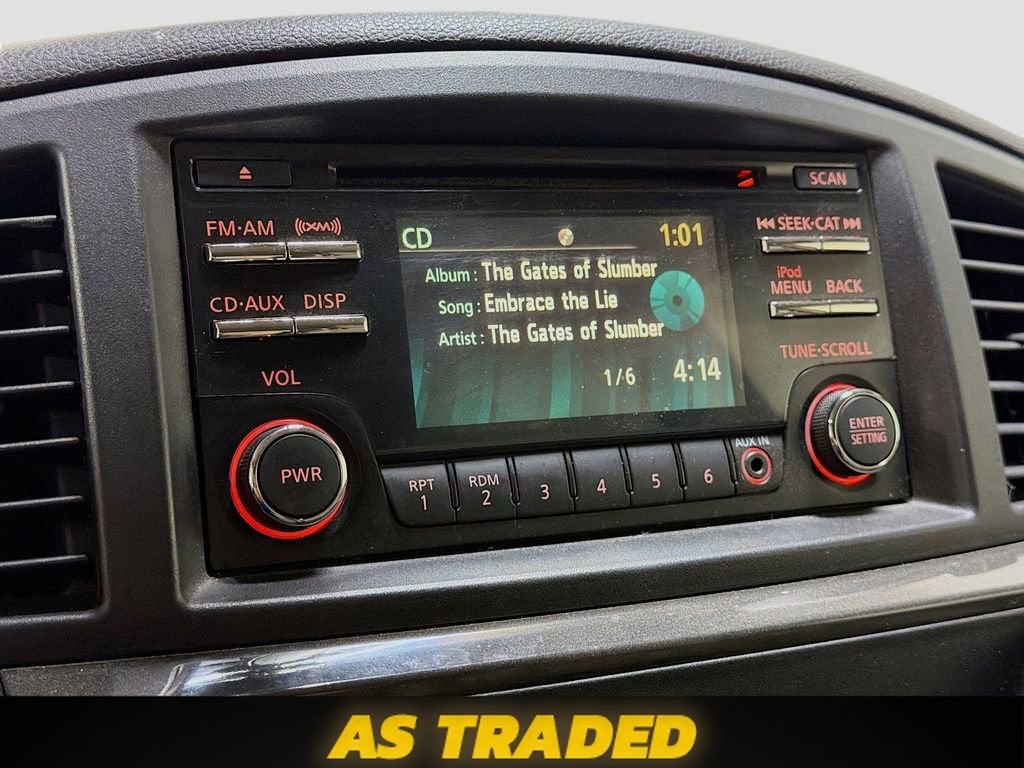 SCAN
FM·AM ((XM))
SEEK·CAT
CD 1:01
Album : The Gates of Slumber
iPod
MENU BACK
CD·AUX DISP
Song : Embrace the Lie
Artist : The Gates of Slumber
TUNE·SCROLL
VOL
1/6 4:14
ENTER
SETTING
PWR
RPT
1
RDM
2
3
4
5
6
AUX IN
AS TRADED